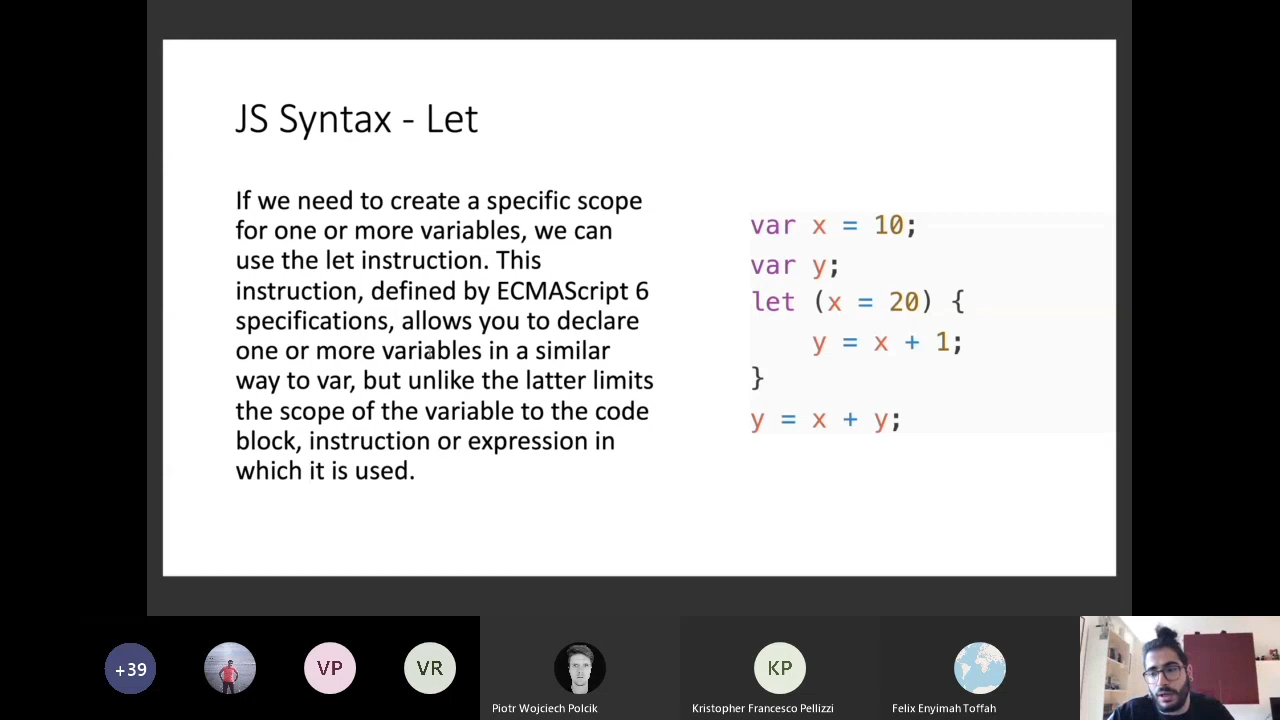 JS Syntax - Let
If we need to create a specific scope
for one or more variables, we can
use the let instruction. This
instruction, defined by ECMAScript 6
specifications, allows you to declare
one or more variables in a similar
way to var, but unlike the latter limits
the scope of the variable to the code
block, instruction or expression in
which it is used.
var x = 10;
var y;
let (x = 20) {
    y = x + 1;
}
y = x + y;
+39
VP
VR
KP
Piotr Wojciech Polcik
Kristopher Francesco Pellizzi
Felix Enyimah Toffah